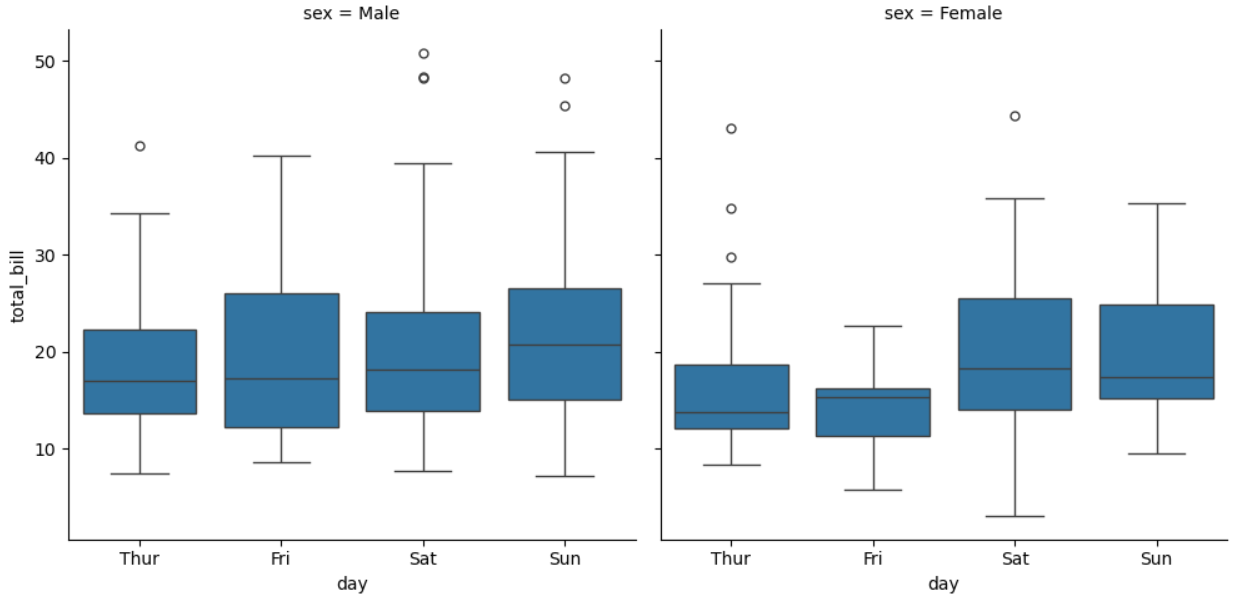 sex = Male
sex = Female
total_bill
50
40
30
20
10
Thur Fri Sat Sun
Thur Fri Sat Sun
day
day